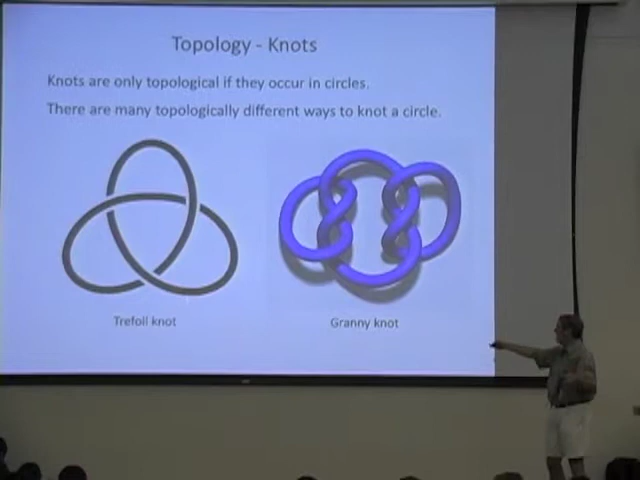 Topology - Knots
Knots are only topological if they occur in circles.
There are many topologically different ways to knot a circle.
Trefoil knot
Granny knot